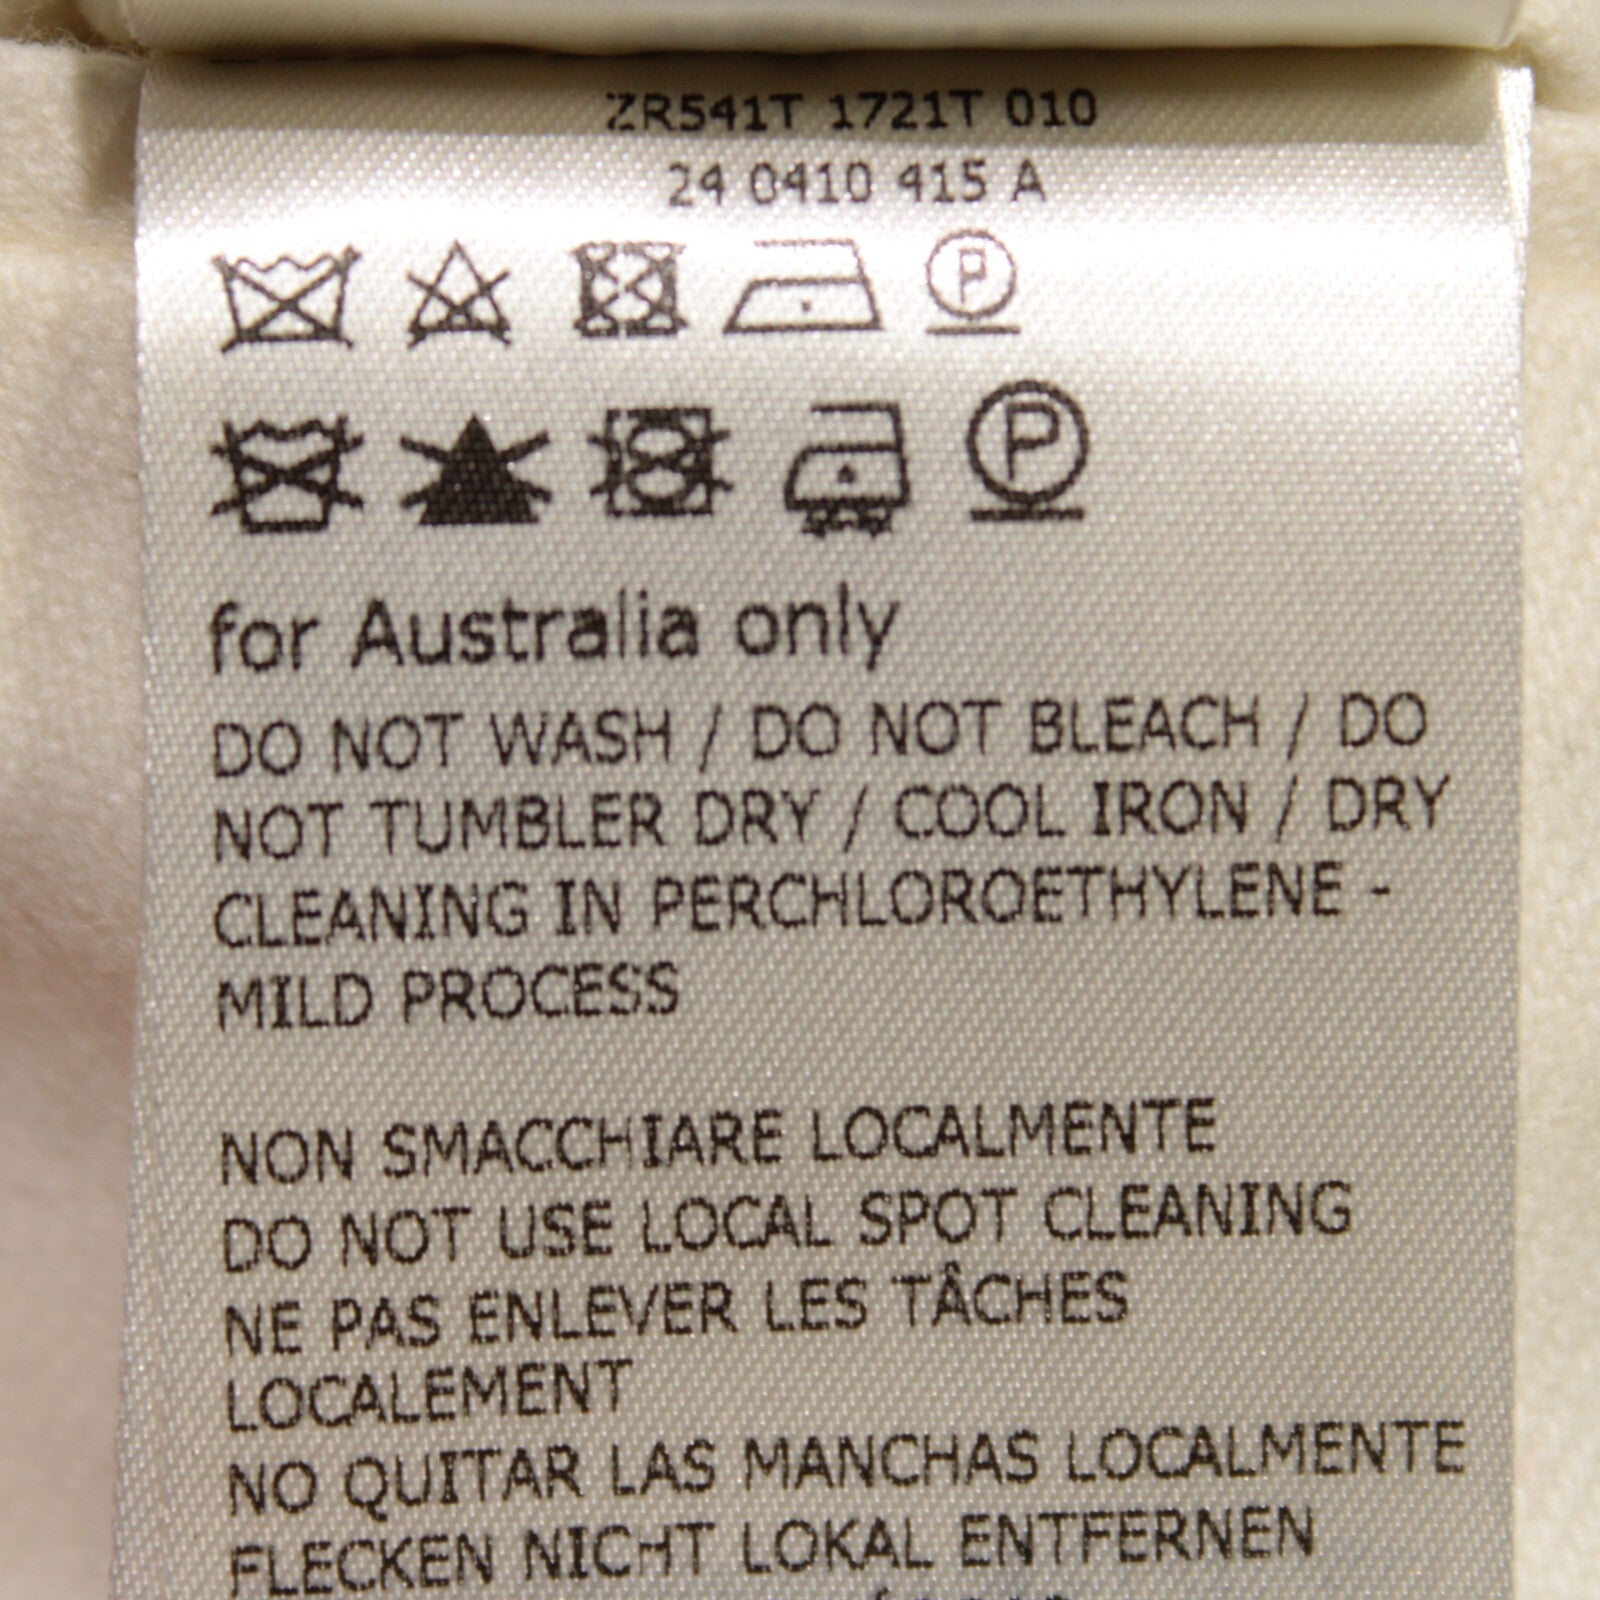 ZR541T 1721T 010
24 0410 415 A
P
P
for Australia only
DO NOT WASH / DO NOT BLEACH / DO
NOT TUMBLER DRY / COOL IRON / DRY
CLEANING IN PERCHLOROETHYLENE -
MILD PROCESS
NON SMACCHIARE LOCALMENTE
DO NOT USE LOCAL SPOT CLEANING
NE PAS ENLEVER LES TÂCHES
LOCALEMENT
NO QUITAR LAS MANCHAS LOCALMENTE
FLECKEN NICHT LOKAL ENTFERNEN